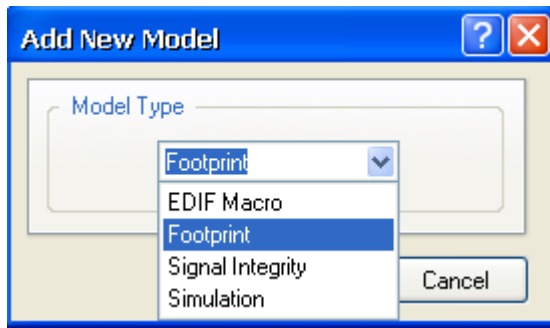 Add New Model
?
Model Type
Footprint
EDIF Macro
Footprint
Signal Integrity
Simulation
Cancel